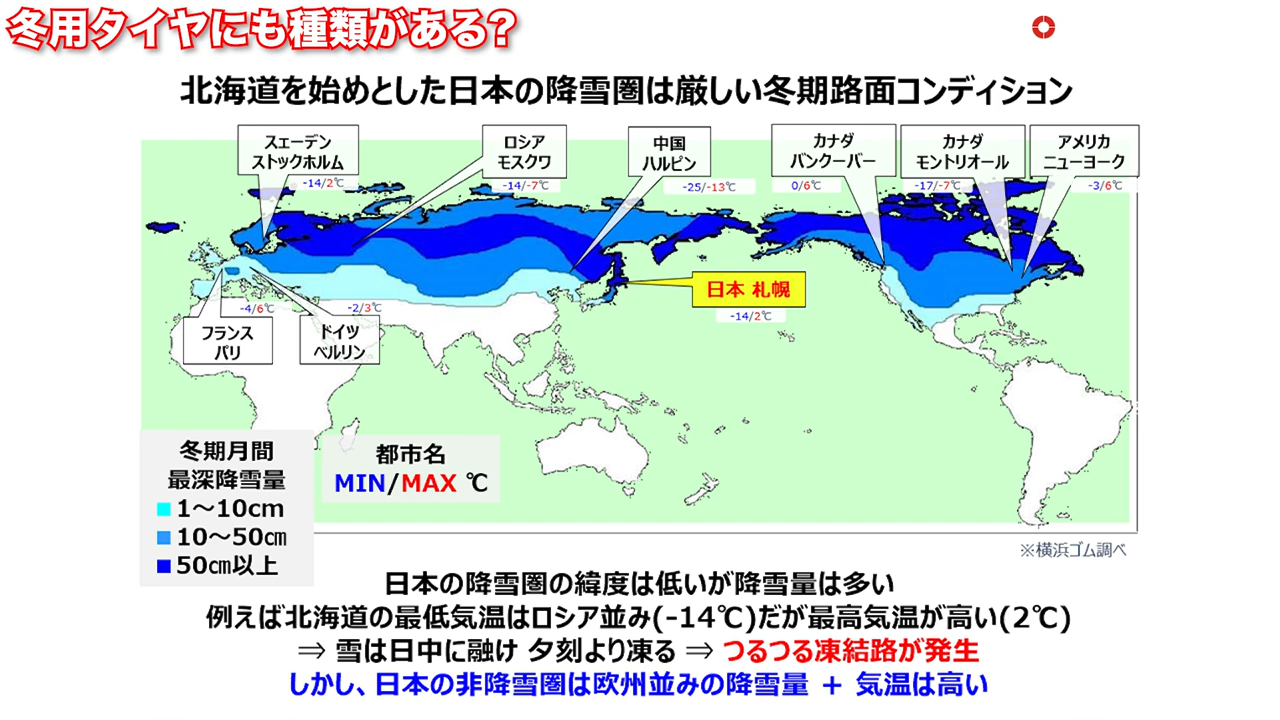 冬用タイヤにも種類がある?
北海道を始めとした日本の降雪圏は厳しい冬期路面コンディション
スェーデン
ストックホルム
-14/2℃
ロシア
モスクワ
-14/-7℃
中国
ハルピン
-25/-13℃
カナダ
バンクーバー
0/6℃
カナダ
モントリオール
-17/-7℃
アメリカ
ニューヨーク
-3/6℃
日本 札幌
-14/2℃
-4/6℃
フランス
パリ
-2/3℃
ドイツ
ベルリン
冬期月間
最深降雪量
1～10cm
10～50㎝
50㎝以上
都市名
MIN/MAX ℃
※横浜ゴム調べ
日本の降雪圏の緯度は低いが降雪量は多い
例えば北海道の最低気温はロシア並み(-14℃)だが最高気温が高い(2℃)
⇒ 雪は日中に融け 夕刻より凍る ⇒ つるつる凍結路が発生
しかし、日本の非降雪圏は欧州並みの降雪量 + 気温は高い